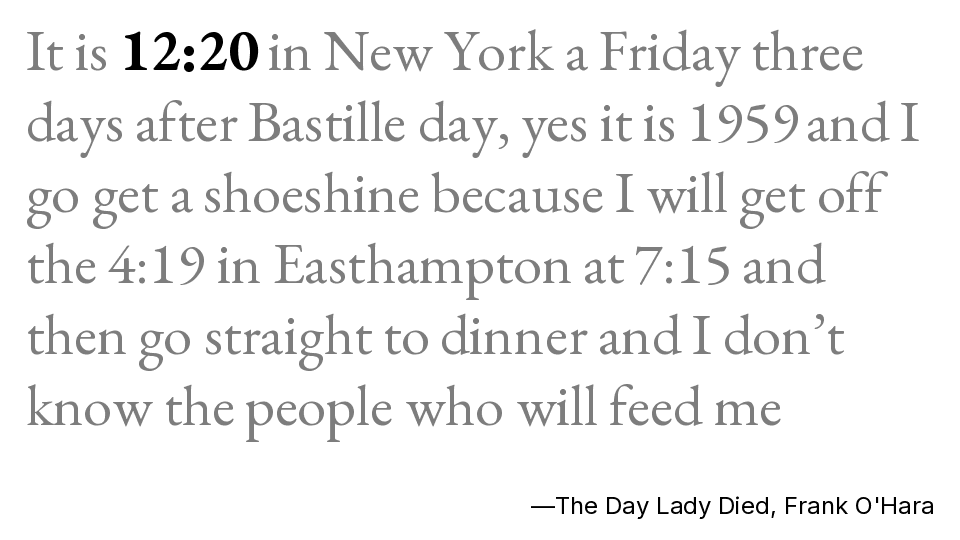 It is 12:20 in New York a Friday three
days after Bastille day, yes it is 1959 and I
go get a shoeshine because I will get off
the 4:19 in Easthampton at 7:15 and
then go straight to dinner and I don’t
know the people who will feed me
—The Day Lady Died, Frank O'Hara